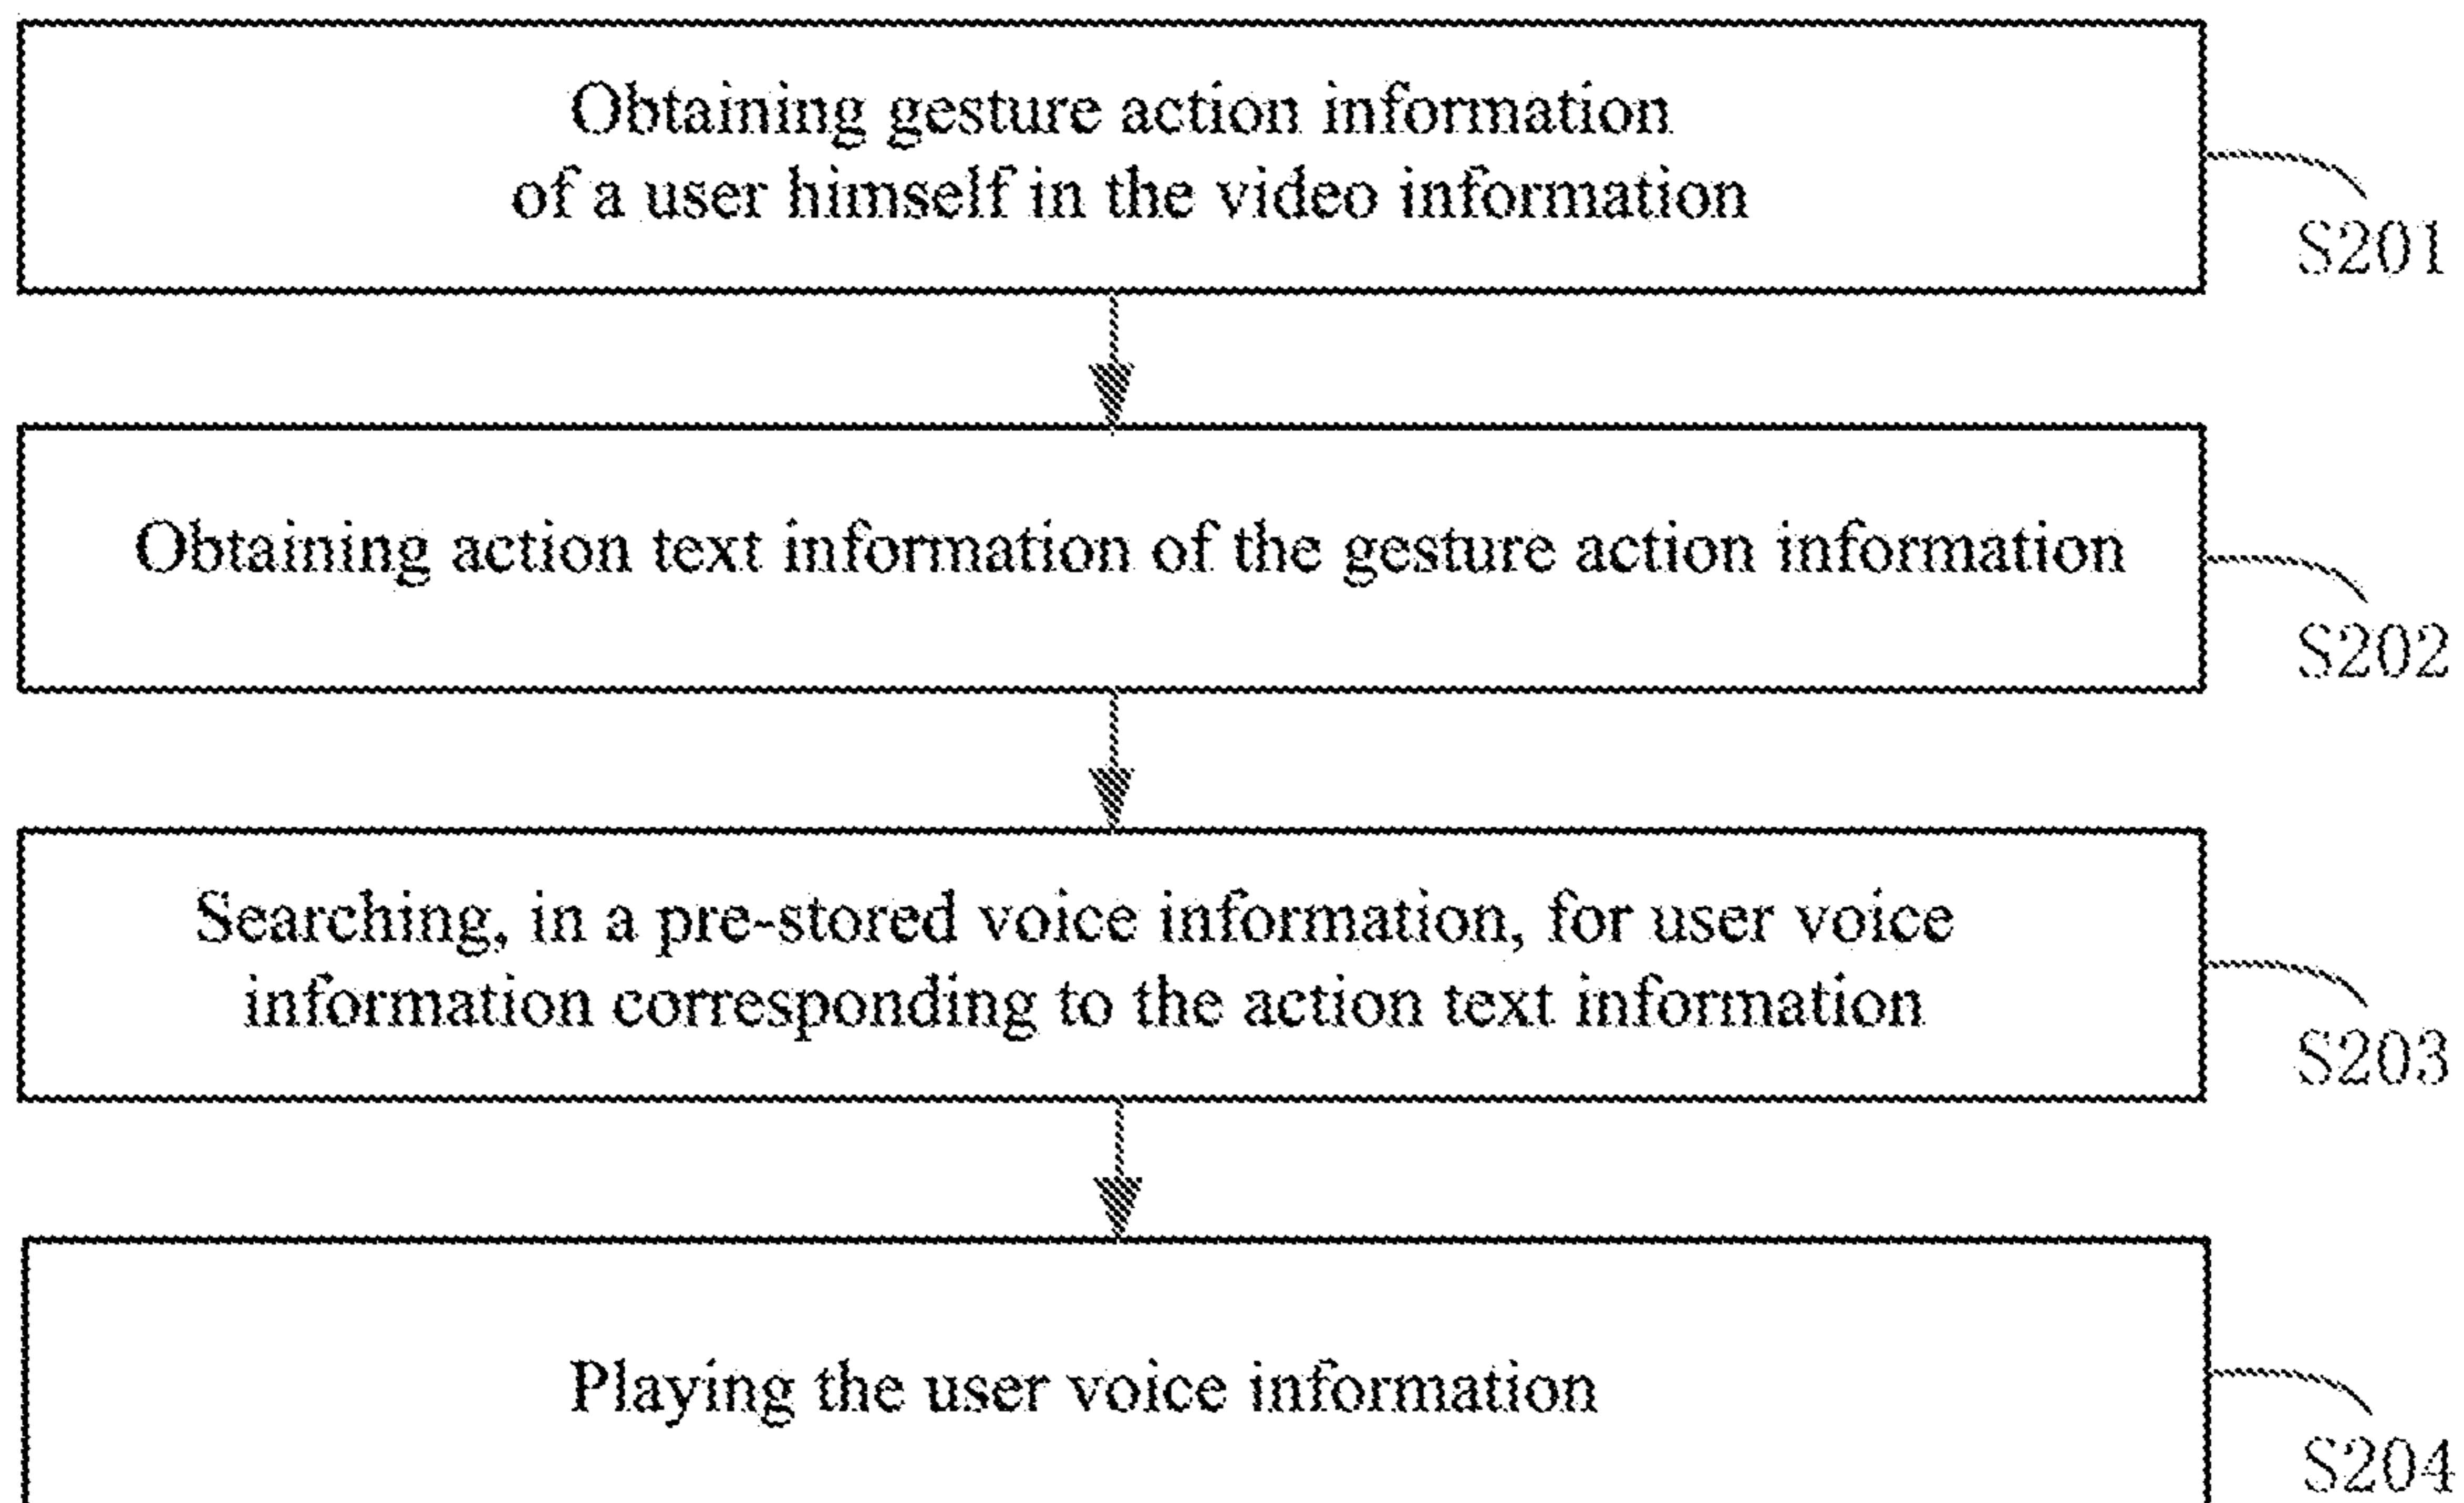 Obtaining gesture action information
of a user himself in the video information
S201
Obtaining action text information of the gesture action information
S202
Searching, in a pre-stored voice information, for user voice
information corresponding to the action text information
S203
Playing the user voice information
S204